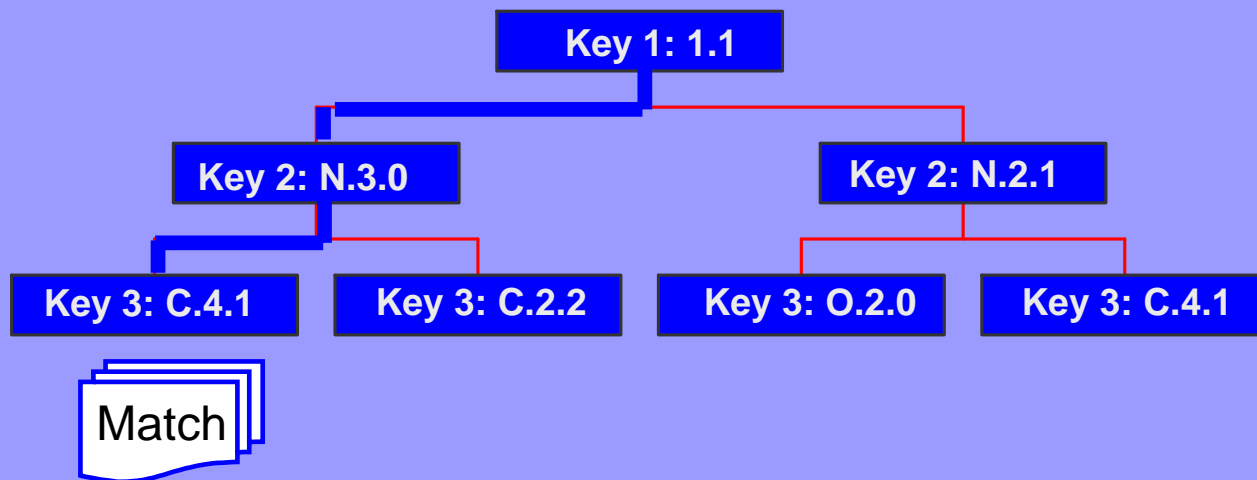 Key 1: 1.1
Key 2: N.3.0
Key 2: N.2.1
Key 3: C.4.1
Key 3: C.2.2
Key 3: O.2.0
Key 3: C.4.1
Match